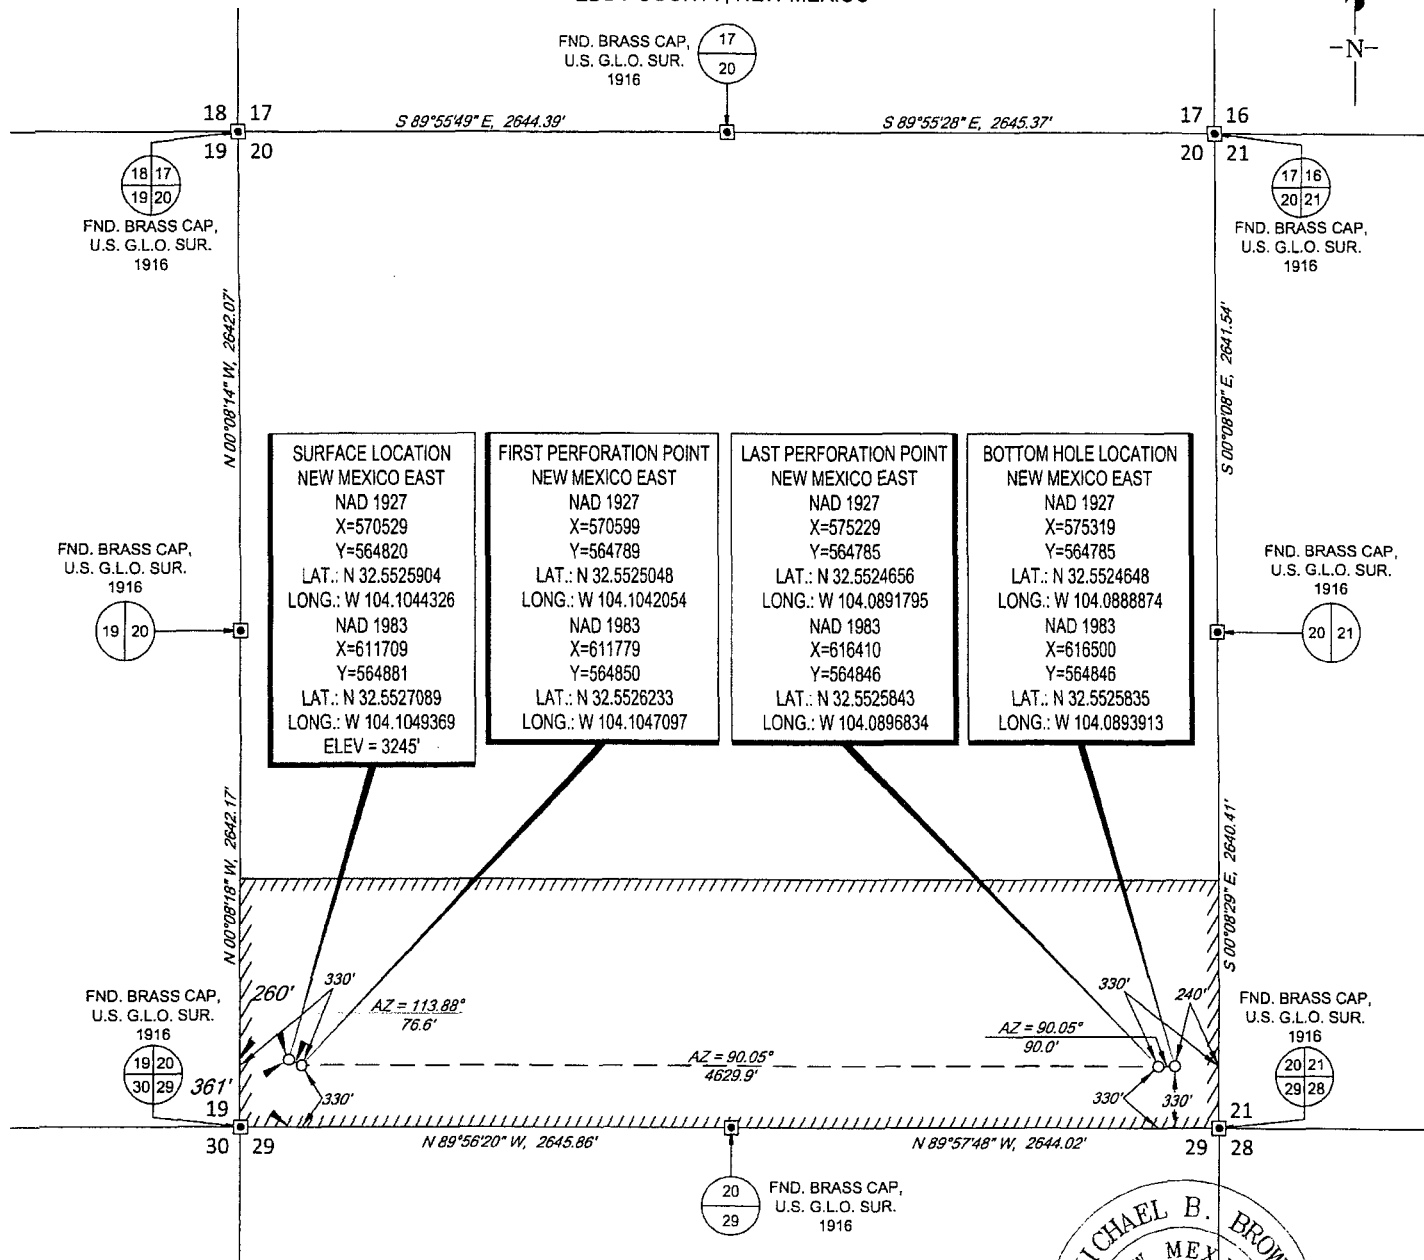 FND. BRASS CAP,
U.S. G.L.O. SUR.
1916
17
20
-N-
18 17
19 20
S 89°55'49" E, 2644.39'
S 89°55'28" E, 2645.37'
17 16
20 21
18 17
19 20
FND. BRASS CAP,
U.S. G.L.O. SUR.
1916
17 16
20 21
FND. BRASS CAP,
U.S. G.L.O. SUR.
1916
N 00°08'14" W, 2642.07'
S 00°08'08" E, 2641.54'
SURFACE LOCATION
NEW MEXICO EAST
NAD 1927
X=570529
Y=564820
LAT.: N 32.5525904
LONG.: W 104.1044326
NAD 1983
X=611709
Y=564881
LAT.: N 32.5527089
LONG.: W 104.1049369
ELEV = 3245'
FIRST PERFORATION POINT
NEW MEXICO EAST
NAD 1927
X=570599
Y=564789
LAT.: N 32.5525048
LONG.: W 104.1042054
NAD 1983
X=611779
Y=564850
LAT.: N 32.5526233
LONG.: W 104.1047097
LAST PERFORATION POINT
NEW MEXICO EAST
NAD 1927
X=575229
Y=564785
LAT.: N 32.5524656
LONG.: W 104.0891795
NAD 1983
X=616410
Y=564846
LAT.: N 32.5525843
LONG.: W 104.0896834
BOTTOM HOLE LOCATION
NEW MEXICO EAST
NAD 1927
X=575319
Y=564785
LAT.: N 32.5524648
LONG.: W 104.0888874
NAD 1983
X=616500
Y=564846
LAT.: N 32.5525835
LONG.: W 104.0893913
FND. BRASS CAP,
U.S. G.L.O. SUR.
1916
19 20
FND. BRASS CAP,
U.S. G.L.O. SUR.
1916
20 21
N 00°08'18" W, 2642.17'
S 00°08'29" E, 2640.41'
260'
330'
AZ = 113.88°
76.6'
330'
240'
AZ = 90.05°
90.0'
AZ = 90.05°
4629.9'
FND. BRASS CAP,
U.S. G.L.O. SUR.
1916
19 20
30 29
361'
330'
330'
330'
FND. BRASS CAP,
U.S. G.L.O. SUR.
1916
20 21
29 28
19
30 29
N 89°56'20" W, 2645.86'
N 89°57'48" W, 2644.02'
21
29 28
20
29
FND. BRASS CAP,
U.S. G.L.O. SUR.
1916
MICHAEL B. BROW